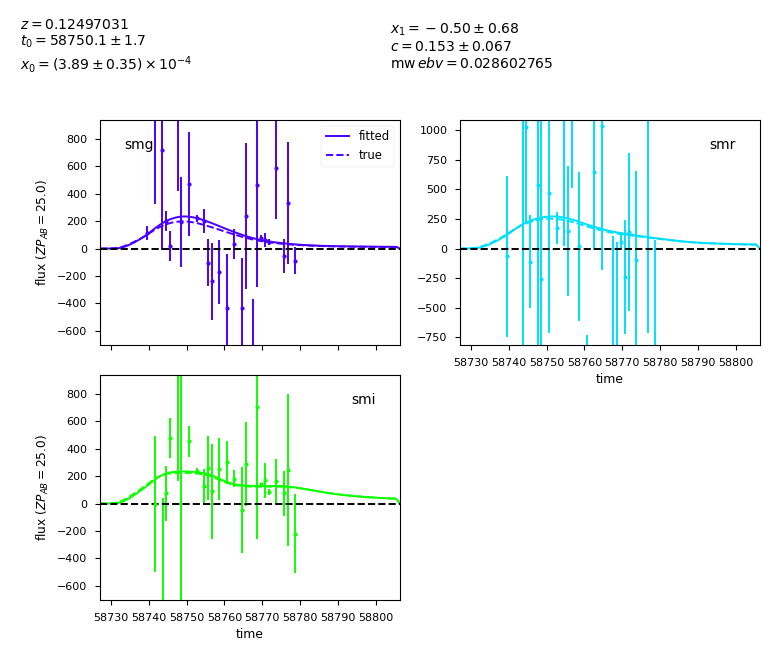 z = 0.12497031
t₀ = 58750.1 ± 1.7
x₀ = (3.89 ± 0.35) × 10⁻⁴
x₁ = −0.50 ± 0.68
c = 0.153 ± 0.067
mw ebv = 0.028602765
smg
fitted
true
800
600
400
200
0
−200
−400
−600
flux (ZP_AB = 25.0)
smr
1000
750
500
250
0
−250
−500
−750
58730 58740 58750 58760 58770 58780 58790 58800
time
smi
800
600
400
200
0
−200
−400
−600
flux (ZP_AB = 25.0)
58730 58740 58750 58760 58770 58780 58790 58800
time